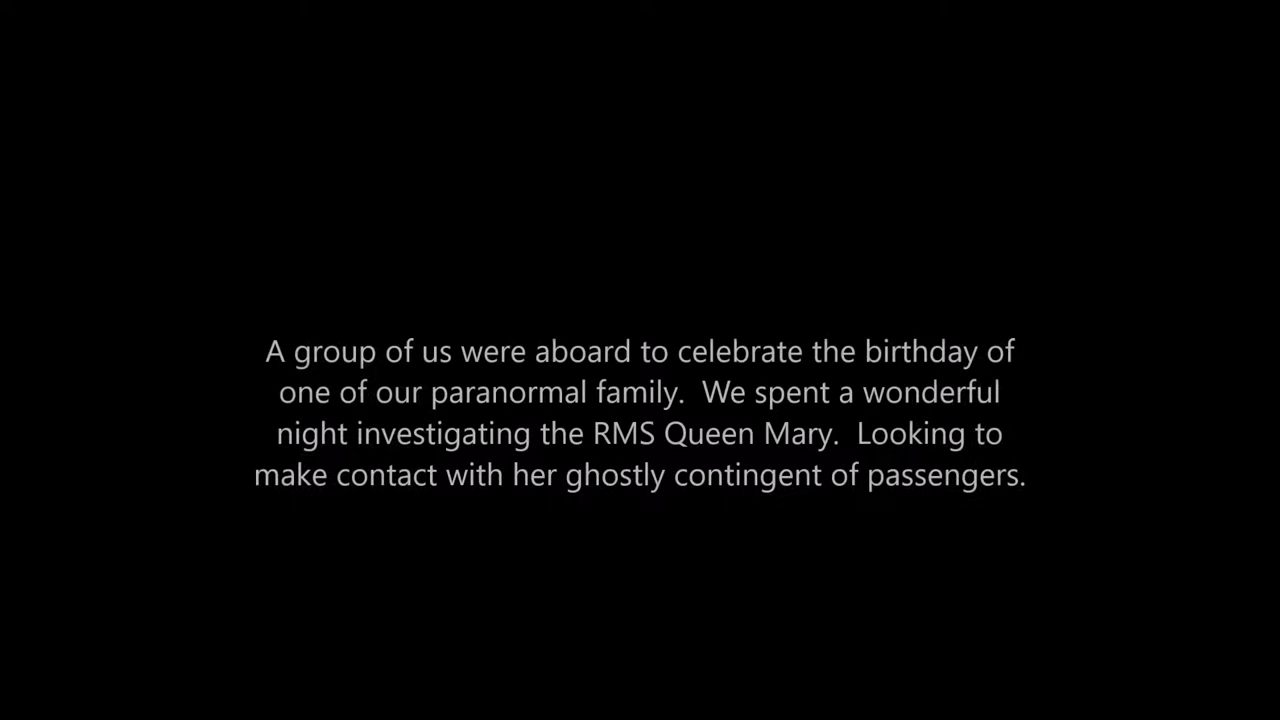 A group of us were aboard to celebrate the birthday of
one of our paranormal family.  We spent a wonderful
night investigating the RMS Queen Mary.  Looking to
make contact with her ghostly contingent of passengers.